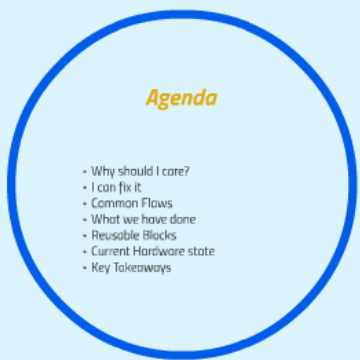 Agenda
• Why should I care?
• I can fix it
• Common Flaws
• What we have done
• Reusable Blocks
• Current Hardware state
• Key Takeaways